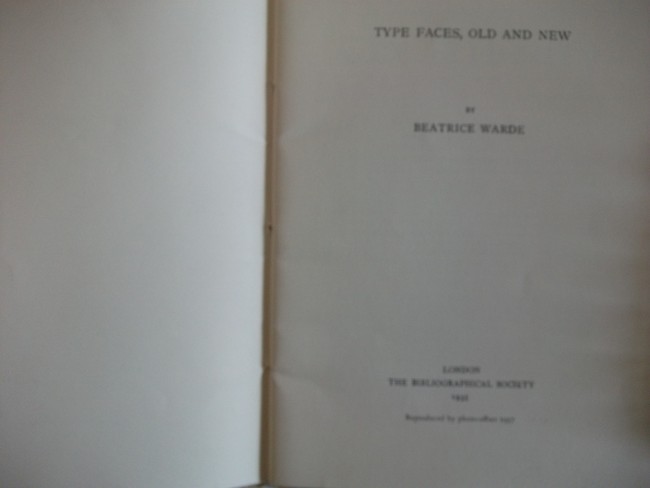 TYPE FACES, OLD AND NEW
BY
BEATRICE WARDE
LONDON
THE BIBLIOGRAPHICAL SOCIETY
Reproduced by photo-offset